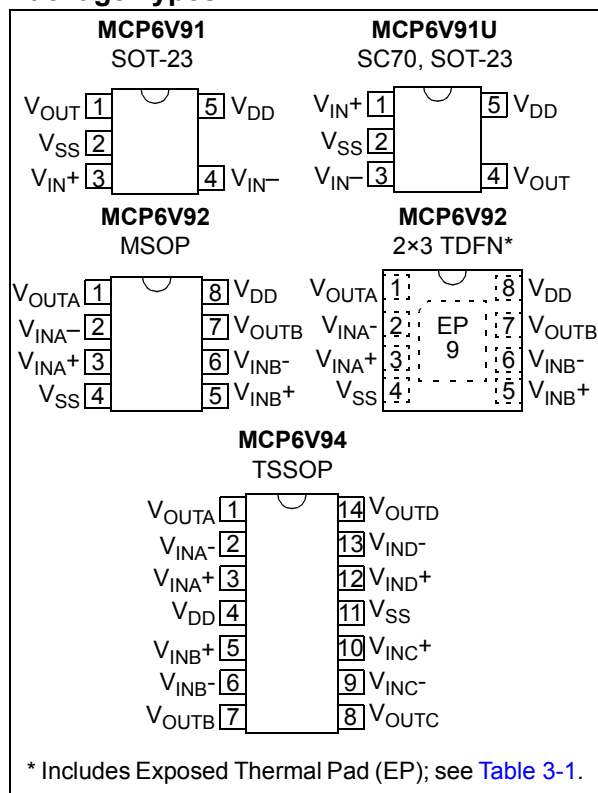 MCP6V91
SOT-23
VOUT 1
5 VDD
VSS 2
VIN+ 3
4 VIN–
MCP6V91U
SC70, SOT-23
VIN+ 1
5 VDD
VSS 2
VIN– 3
4 VOUT
MCP6V92
MSOP
VOUTA 1
8 VDD
VINA– 2
7 VOUTB
VINA+ 3
6 VINB-
VSS 4
5 VINB+
MCP6V92
2×3 TDFN*
VOUTA 1
8 VDD
VINA- 2
EP
9
7 VOUTB
VINA+ 3
6 VINB-
VSS 4
5 VINB+
MCP6V94
TSSOP
VOUTA 1
14 VOUTD
VINA- 2
13 VIND-
VINA+ 3
12 VIND+
VDD 4
11 VSS
VINB+ 5
10 VINC+
VINB- 6
9 VINC-
VOUTB 7
8 VOUTC
* Includes Exposed Thermal Pad (EP); see Table 3-1.